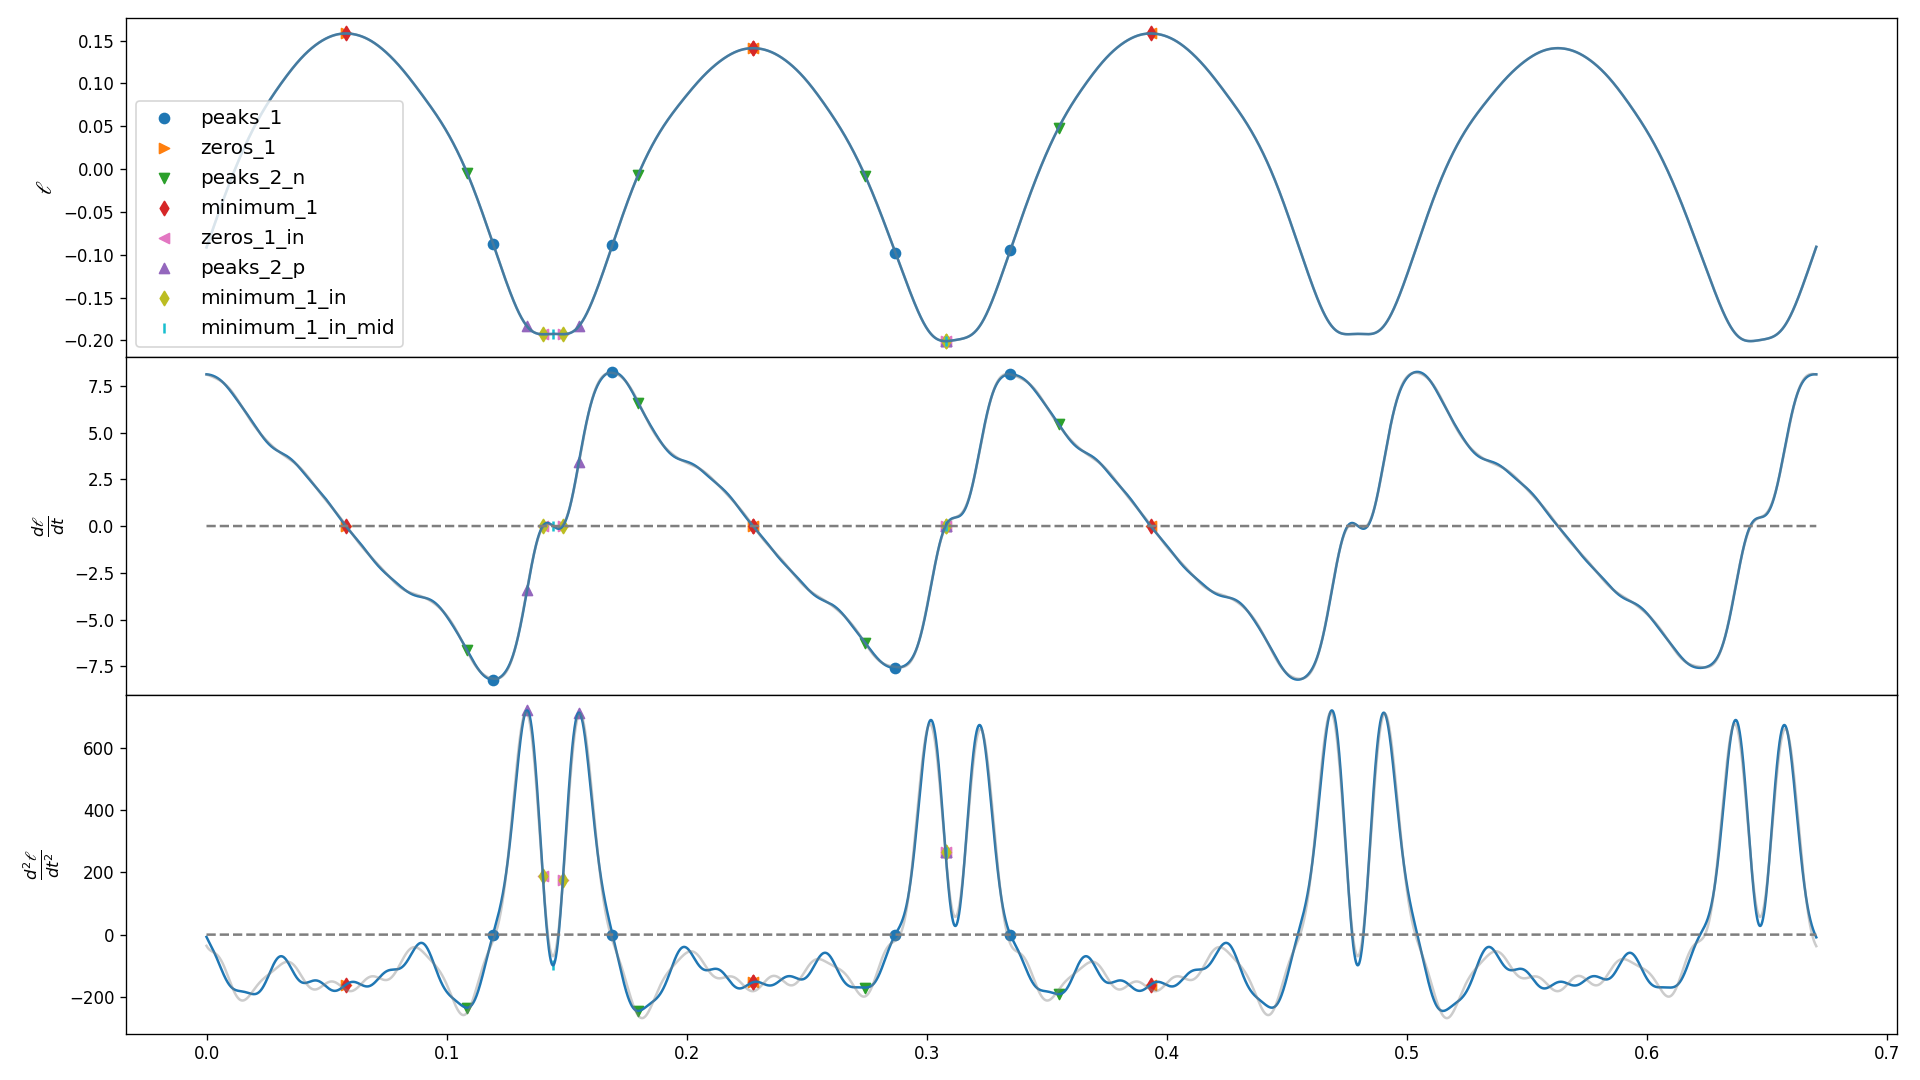 0.15
0.10
0.05
0.00
−0.05
−0.10
−0.15
−0.20
ℓ
peaks_1
zeros_1
peaks_2_n
minimum_1
zeros_1_in
peaks_2_p
minimum_1_in
minimum_1_in_mid
7.5
5.0
2.5
0.0
−2.5
−5.0
−7.5
dℓ
dt
600
400
200
0
−200
d²ℓ
dt²
0.0 0.1 0.2 0.3 0.4 0.5 0.6 0.7